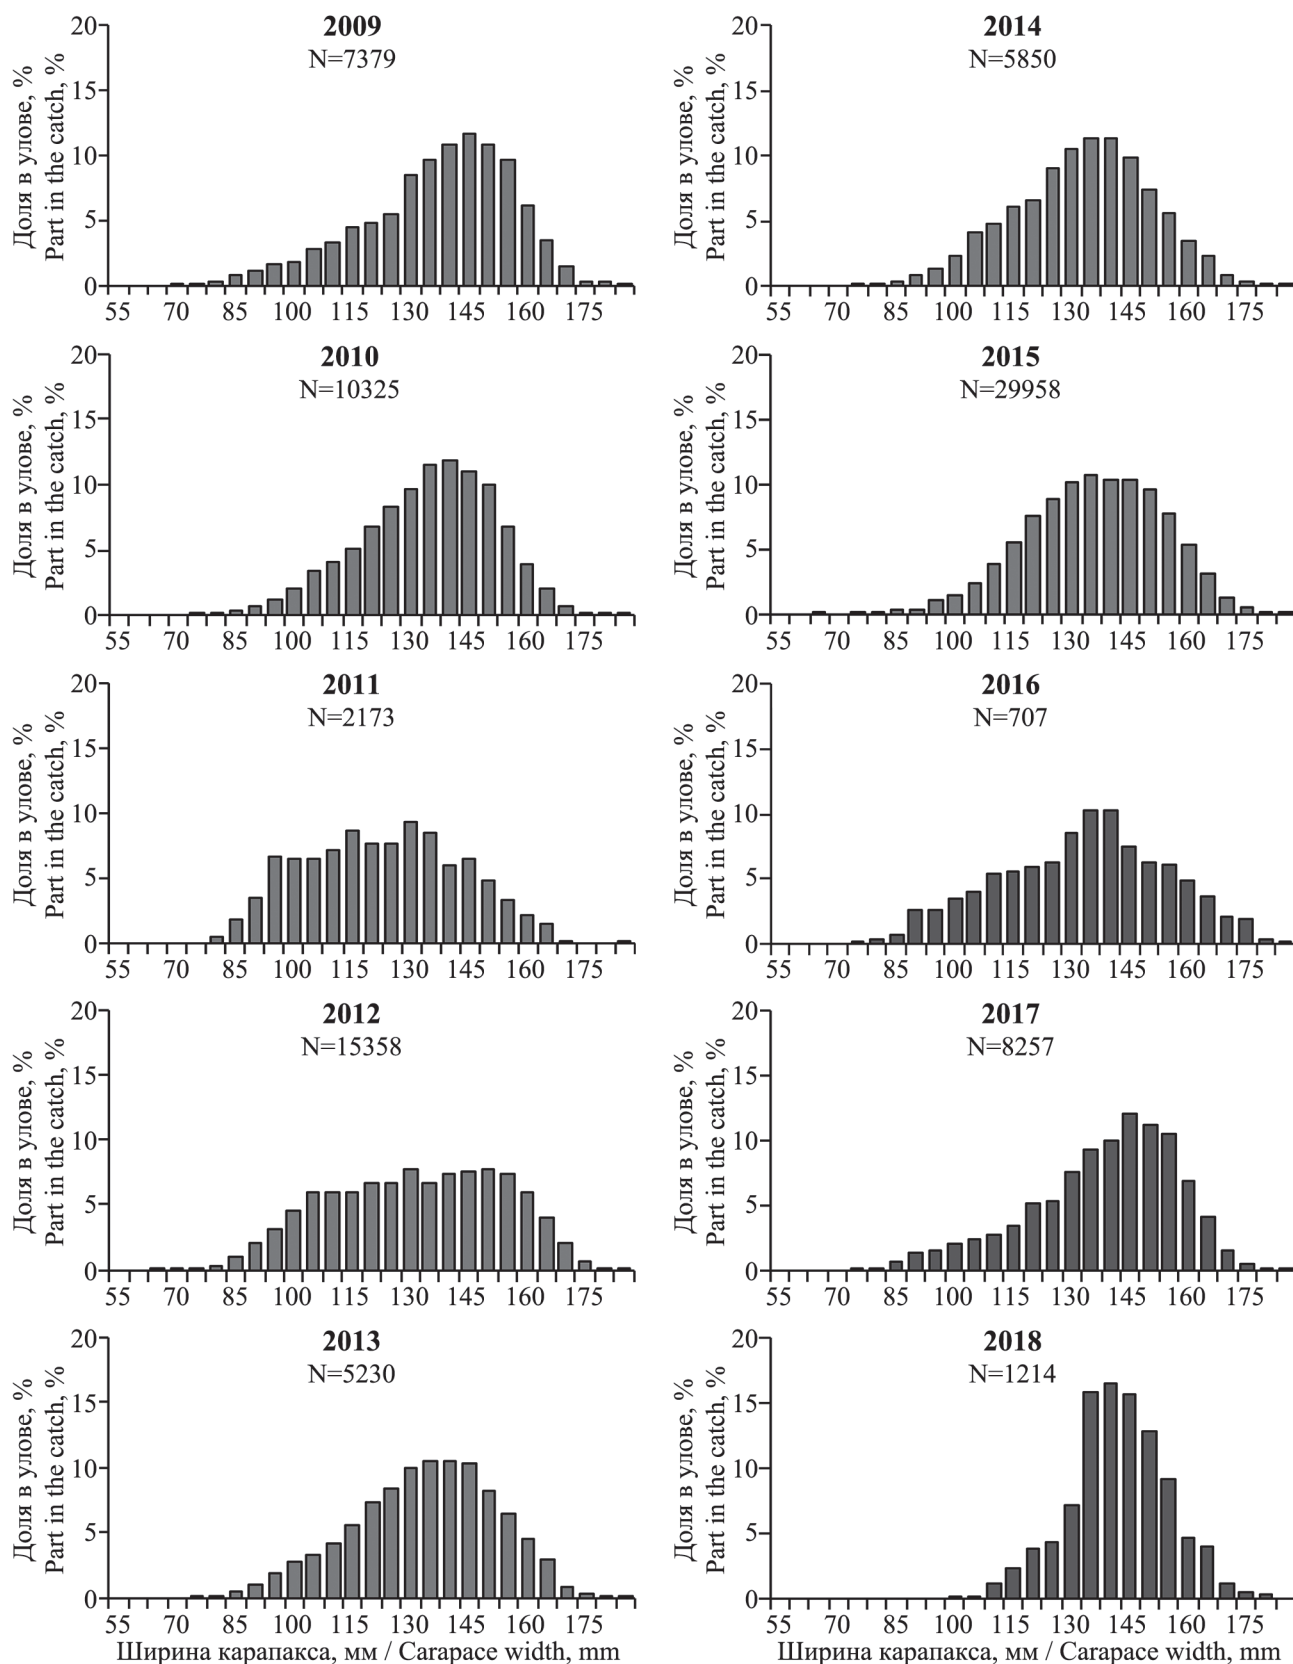 2009
N=7379
Доля в улове, %
Part in the catch, %
20
15
10
5
0
55 70 85 100 115 130 145 160 175
2014
N=5850
Доля в улове, %
Part in the catch, %
20
15
10
5
0
55 70 85 100 115 130 145 160 175
2010
N=10325
Доля в улове, %
Part in the catch, %
20
15
10
5
0
55 70 85 100 115 130 145 160 175
2015
N=29958
Доля в улове, %
Part in the catch, %
20
15
10
5
0
55 70 85 100 115 130 145 160 175
2011
N=2173
Доля в улове, %
Part in the catch, %
20
15
10
5
0
55 70 85 100 115 130 145 160 175
2016
N=707
Доля в улове, %
Part in the catch, %
20
15
10
5
0
55 70 85 100 115 130 145 160 175
2012
N=15358
Доля в улове, %
Part in the catch, %
20
15
10
5
0
55 70 85 100 115 130 145 160 175
2017
N=8257
Доля в улове, %
Part in the catch, %
20
15
10
5
0
55 70 85 100 115 130 145 160 175
2013
N=5230
Доля в улове, %
Part in the catch, %
20
15
10
5
0
55 70 85 100 115 130 145 160 175
Ширина карапакса, мм / Carapace width, mm
2018
N=1214
Доля в улове, %
Part in the catch, %
20
15
10
5
0
55 70 85 100 115 130 145 160 175
Ширина карапакса, мм / Carapace width, mm